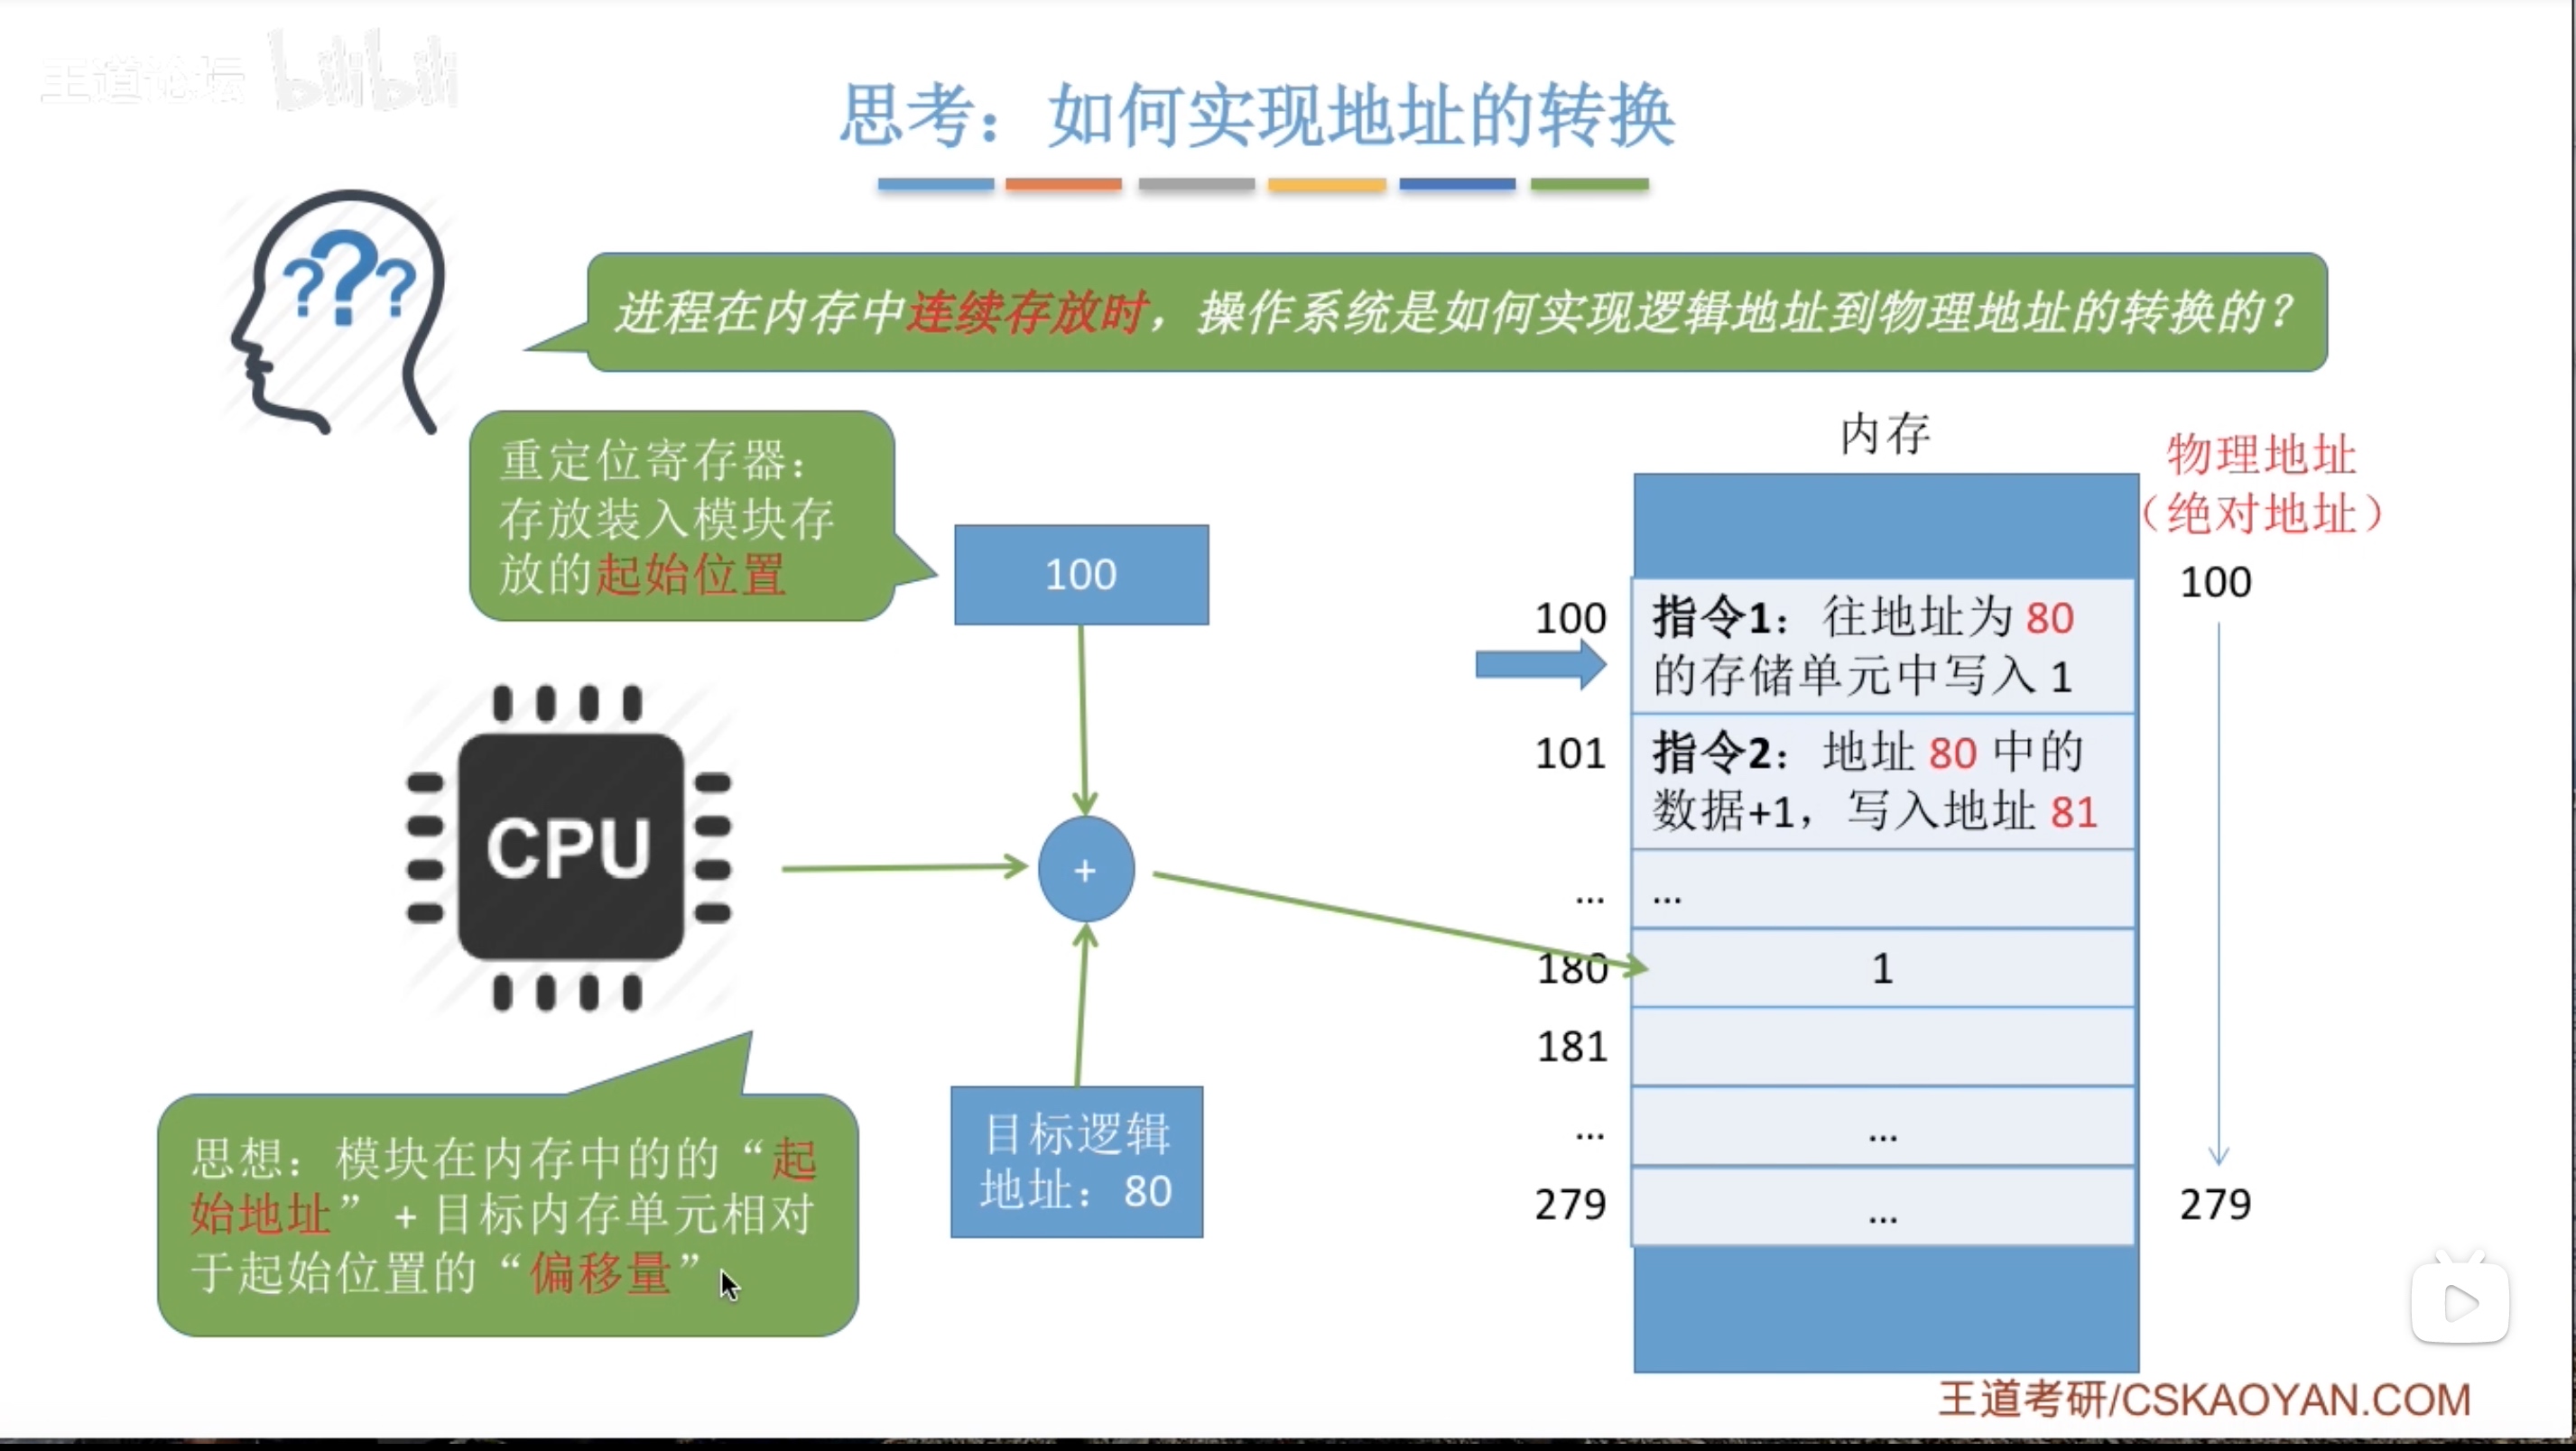 王道论坛 bilibili
思考：如何实现地址的转换
???
进程在内存中连续存放时，操作系统是如何实现逻辑地址到物理地址的转换的？
重定位寄存器：
存放装入模块存
放的起始位置
100
CPU
+
目标逻辑
地址：80
思想：模块在内存中的的“起
始地址”+目标内存单元相对
于起始位置的“偏移量”
内存
物理地址
（绝对地址）
100
279
100 指令1：往地址为 80
的存储单元中写入 1
101 指令2：地址 80 中的
数据+1，写入地址 81
... ...
180 1
181
... ...
279 ...
王道考研/CSKAOYAN.COM